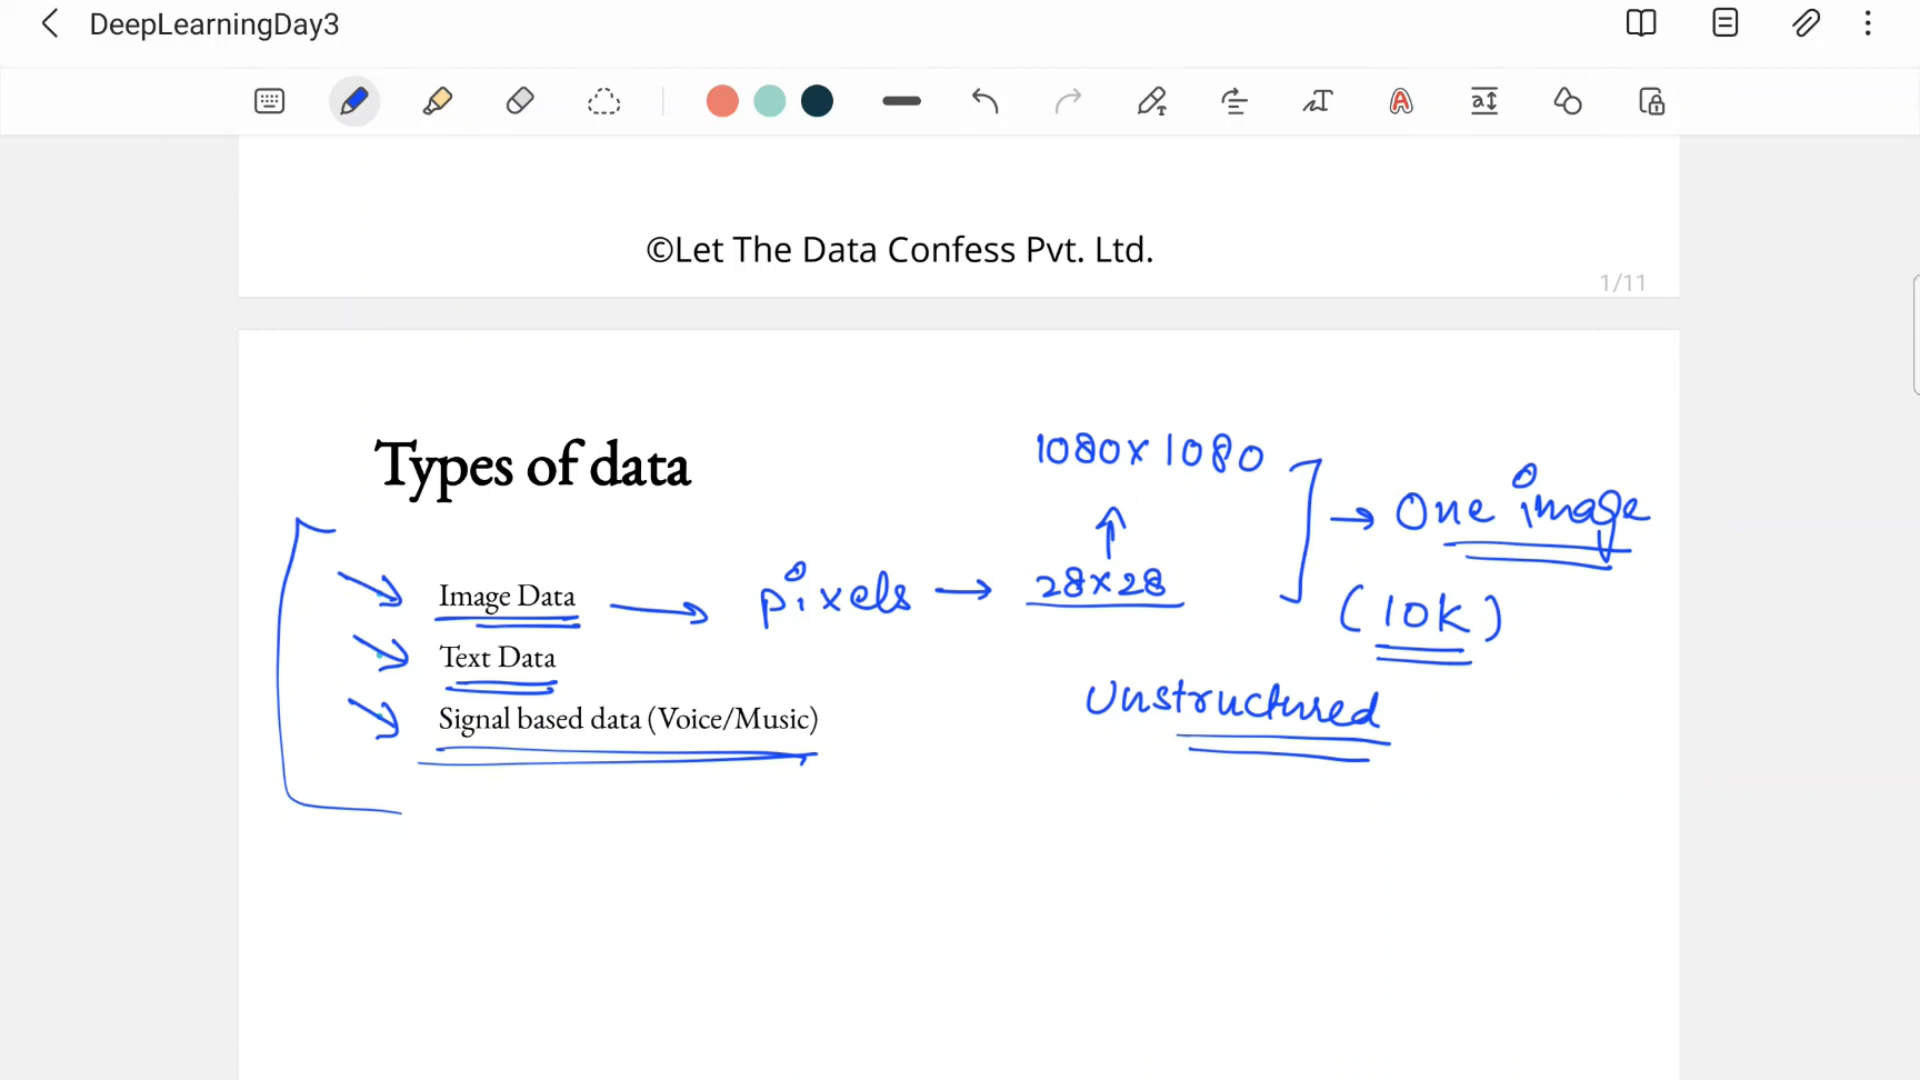 DeepLearningDay3
©Let The Data Confess Pvt. Ltd.
1/11
Types of data
1080x1080
One image
Image Data
pixels
28x28
(10K)
Text Data
Unstructured
Signal based data (Voice/Music)